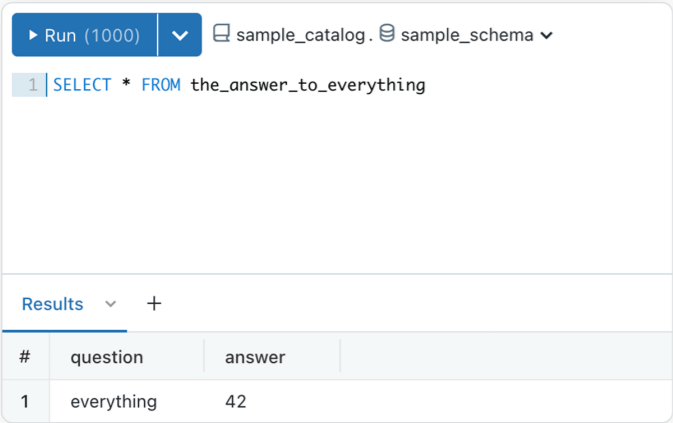 Run (1000) sample_catalog. sample_schema
1 SELECT * FROM the_answer_to_everything
Results +
# question answer
1 everything 42